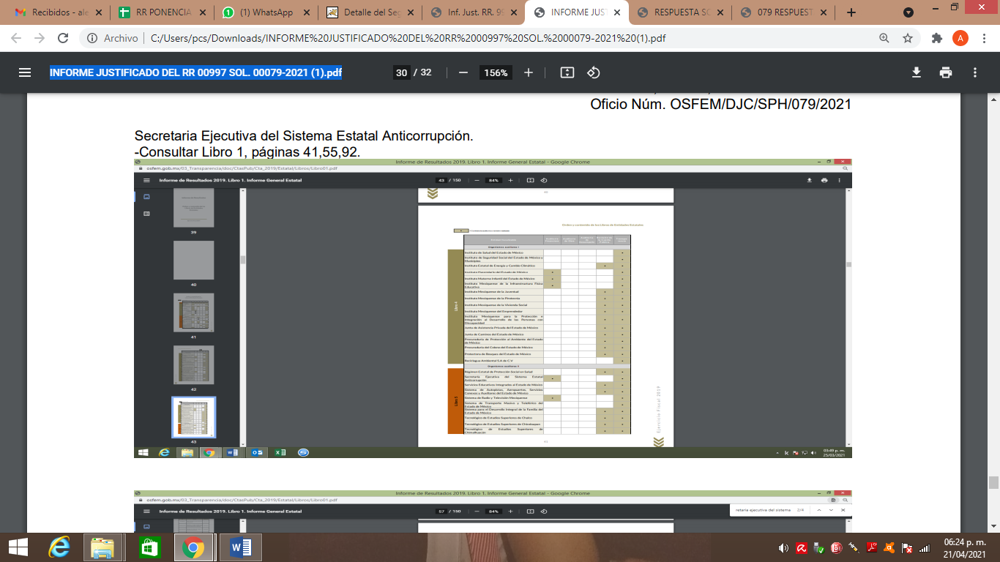 Recibidos - ale
RR PONENCIA
(1) WhatsApp
Detalle del Seg
Inf. Just. RR. 99
INFORME JUST
RESPUESTA SO
079 RESPUEST
Archivo
C:/Users/pcs/Downloads/INFORME%20JUSTIFICADO%20DEL%20RR%2000997%20SOL.%2000079-2021%20(1).pdf
A
INFORME JUSTIFICADO DEL RR 00997 SOL. 00079-2021 (1).pdf
30 / 32
156%
Oficio Núm. OSFEM/DJC/SPH/079/2021
Secretaria Ejecutiva del Sistema Estatal Anticorrupción.
-Consultar Libro 1, páginas 41,55,92.
Informe de Resultados 2019. Libro 1. Informe General Estatal - Google Chrome
osfem.gob.mx/03_Transparencia/doc/CtasPub/Cta_2019/Estatal/Libros/Libro01.pdf
Informe de Resultados 2019. Libro 1. Informe General Estatal
43 / 150
84%
39
40
41
42
43
Orden y contenido de los Libros de Entidades Estatales
Organismos auxiliares I
Libro 4
Instituto de Salud del Estado de México
Instituto de Seguridad Social del Estado de México y
Municipios
Instituto Estatal de Energía y Cambio Climático
Instituto Hacendario del Estado de México
Instituto Materno Infantil del Estado de México
Instituto Mexiquense de la Infraestructura Física
Educativa
Instituto Mexiquense de la Juventud
Instituto Mexiquense de la Pirotecnia
Instituto Mexiquense de la Vivienda Social
Instituto Mexiquense del Emprendedor
Instituto Mexiquense para la Protección e
Integración al Desarrollo de las Personas con
Discapacidad
Junta de Asistencia Privada del Estado de México
Junta de Caminos del Estado de México
Procuraduría de Protección al Ambiente del Estado
de México
Procuraduría del Colono del Estado de México
Protectora de Bosques del Estado de México
Reciclagua Ambiental S.A de C.V
Organismos auxiliares II
Libro 5
Régimen Estatal de Protección Social en Salud
Secretaría Ejecutiva del Sistema Estatal
Anticorrupción
Servicios Educativos Integrados al Estado de México
Sistema de Autopistas, Aeropuertos, Servicios
Conexos y Auxiliares del Estado de México
Sistema de Radio y Televisión Mexiquense
Sistema de Transporte Masivo y Teleférico del
Estado de México
Sistema para el Desarrollo Integral de la Familia del
Estado de México
Tecnológico de Estudios Superiores de Chalco
Tecnológico de Estudios Superiores de Chicoloapan
Tecnológico de Estudios Superiores de
Chimalhuacán
Ejercicio Fiscal 2019
03:49 p. m.
25/03/2021
Informe de Resultados 2019. Libro 1. Informe General Estatal - Google Chrome
osfem.gob.mx/03_Transparencia/doc/CtasPub/Cta_2019/Estatal/Libros/Libro01.pdf
Informe de Resultados 2019. Libro 1. Informe General Estatal
57 / 150
84%
retaria ejecutiva del sistema
2/4
06:24 p. m.
21/04/2021